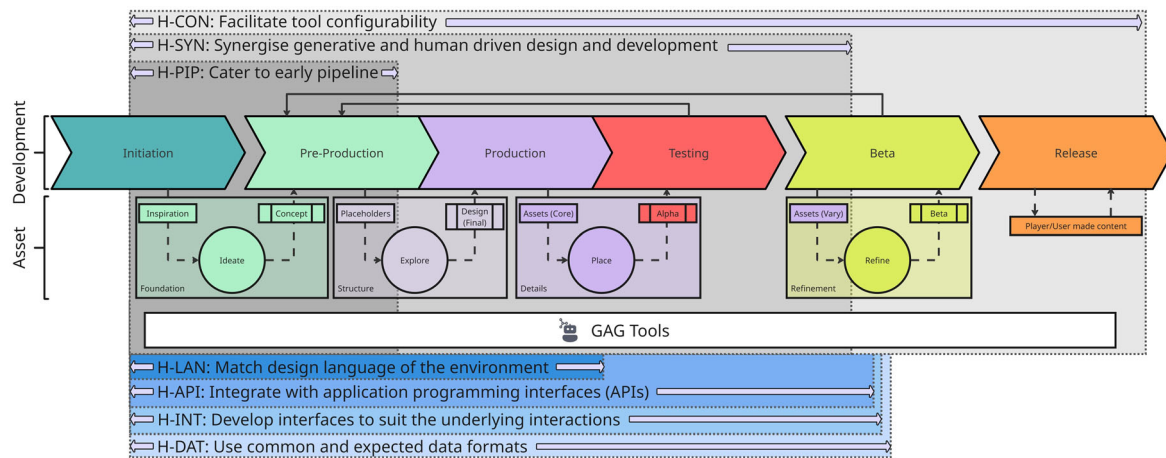 H-CON: Facilitate tool configurability
H-SYN: Synergise generative and human driven design and development
H-PIP: Cater to early pipeline
Development
Initiation
Pre-Production
Production
Testing
Beta
Release
Asset
Inspiration
Concept
Ideate
Foundation
Placeholders
Design
(Final)
Explore
Structure
Assets (Core)
Alpha
Place
Details
Assets (Vary)
Beta
Refine
Refinement
Player/User made content
GAG Tools
H-LAN: Match design language of the environment
H-API: Integrate with application programming interfaces (APIs)
H-INT: Develop interfaces to suit the underlying interactions
H-DAT: Use common and expected data formats